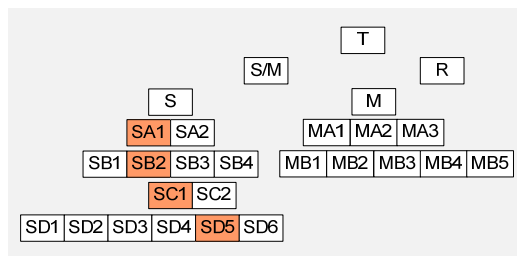 T
S/M R
S M
SA1 SA2 MA1 MA2 MA3
SB1 SB2 SB3 SB4 MB1 MB2 MB3 MB4 MB5
SC1 SC2
SD1 SD2 SD3 SD4 SD5 SD6